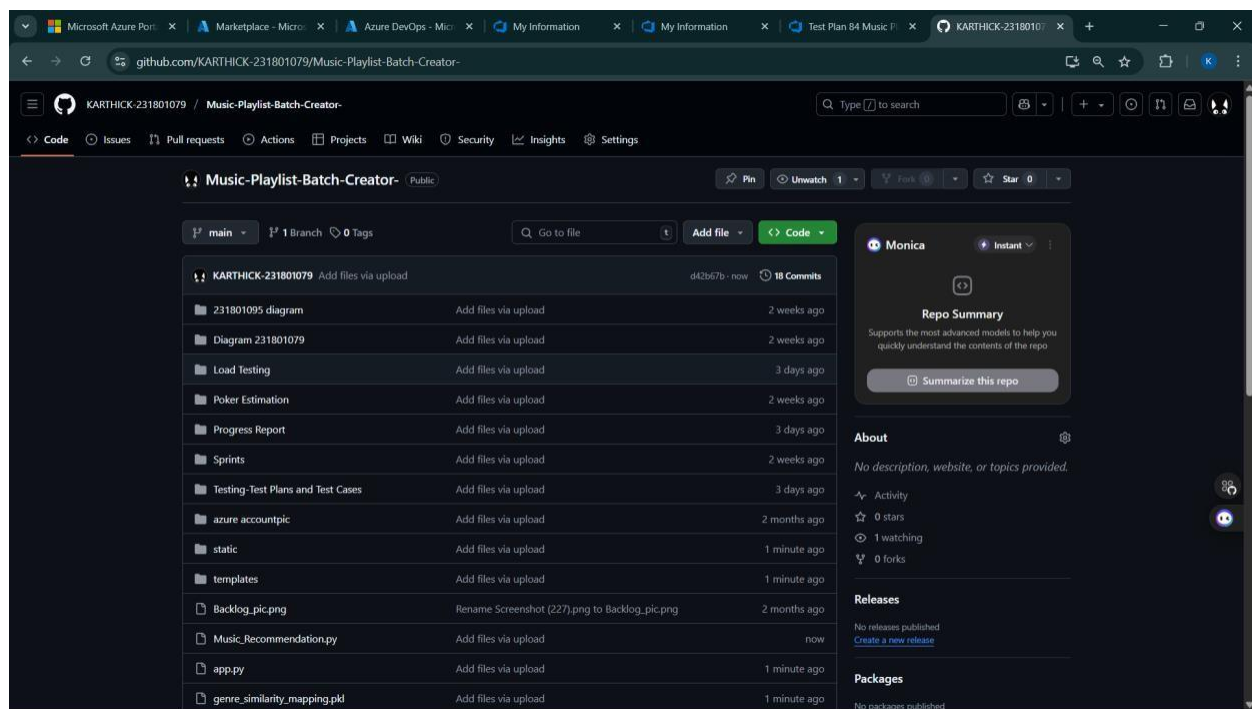 Microsoft Azure Port
Marketplace - Micros
Azure DevOps - Micr
My Information
My Information
Test Plan 84 Music Pl
KARTHICK-23180107
github.com/KARTHICK-231801079/Music-Playlist-Batch-Creator-
K
KARTHICK-231801079 / Music-Playlist-Batch-Creator-
Type / to search
Code
Issues
Pull requests
Actions
Projects
Wiki
Security
Insights
Settings
Music-Playlist-Batch-Creator- Public
Pin
Unwatch 1
Fork 0
Star 0
main
1 Branch
0 Tags
Go to file t
Add file
Code
KARTHICK-231801079 Add files via upload d42b67b · now 18 Commits
231801095 diagram Add files via upload 2 weeks ago
Diagram 231801079 Add files via upload 2 weeks ago
Load Testing Add files via upload 3 days ago
Poker Estimation Add files via upload 2 weeks ago
Progress Report Add files via upload 3 days ago
Sprints Add files via upload 2 weeks ago
Testing-Test Plans and Test Cases Add files via upload 3 days ago
azure accountpic Add files via upload 2 months ago
static Add files via upload 1 minute ago
templates Add files via upload 1 minute ago
Backlog_pic.png Rename Screenshot (227).png to Backlog_pic.png 2 months ago
Music_Recommendation.py Add files via upload now
app.py Add files via upload 1 minute ago
genre_similarity_mapping.pkl Add files via upload 1 minute ago
Monica Instant
Repo Summary
Supports the most advanced models to help you
quickly understand the contents of the repo
Summarize this repo
About
No description, website, or topics provided.
Activity
0 stars
1 watching
0 forks
Releases
No releases published
Create a new release
Packages
No packages published